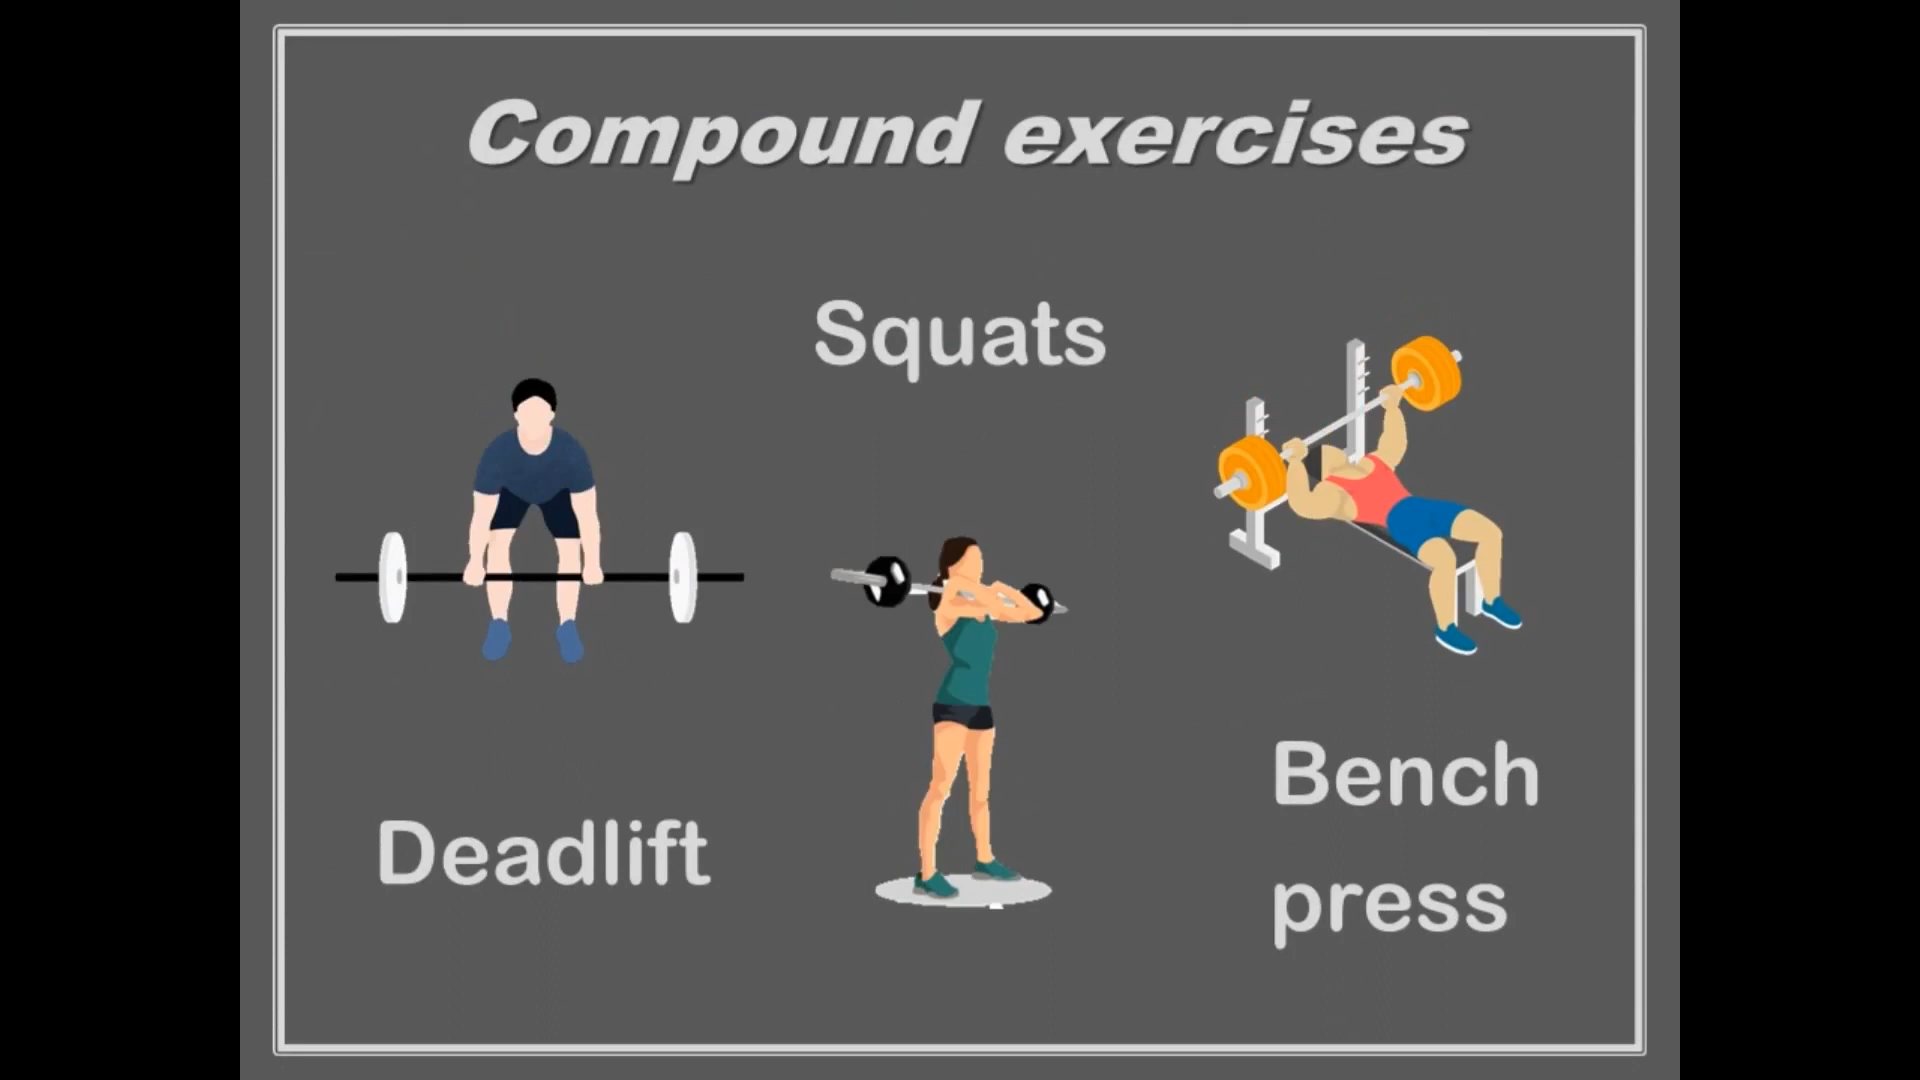 Compound exercises
Squats
Deadlift
Bench
press